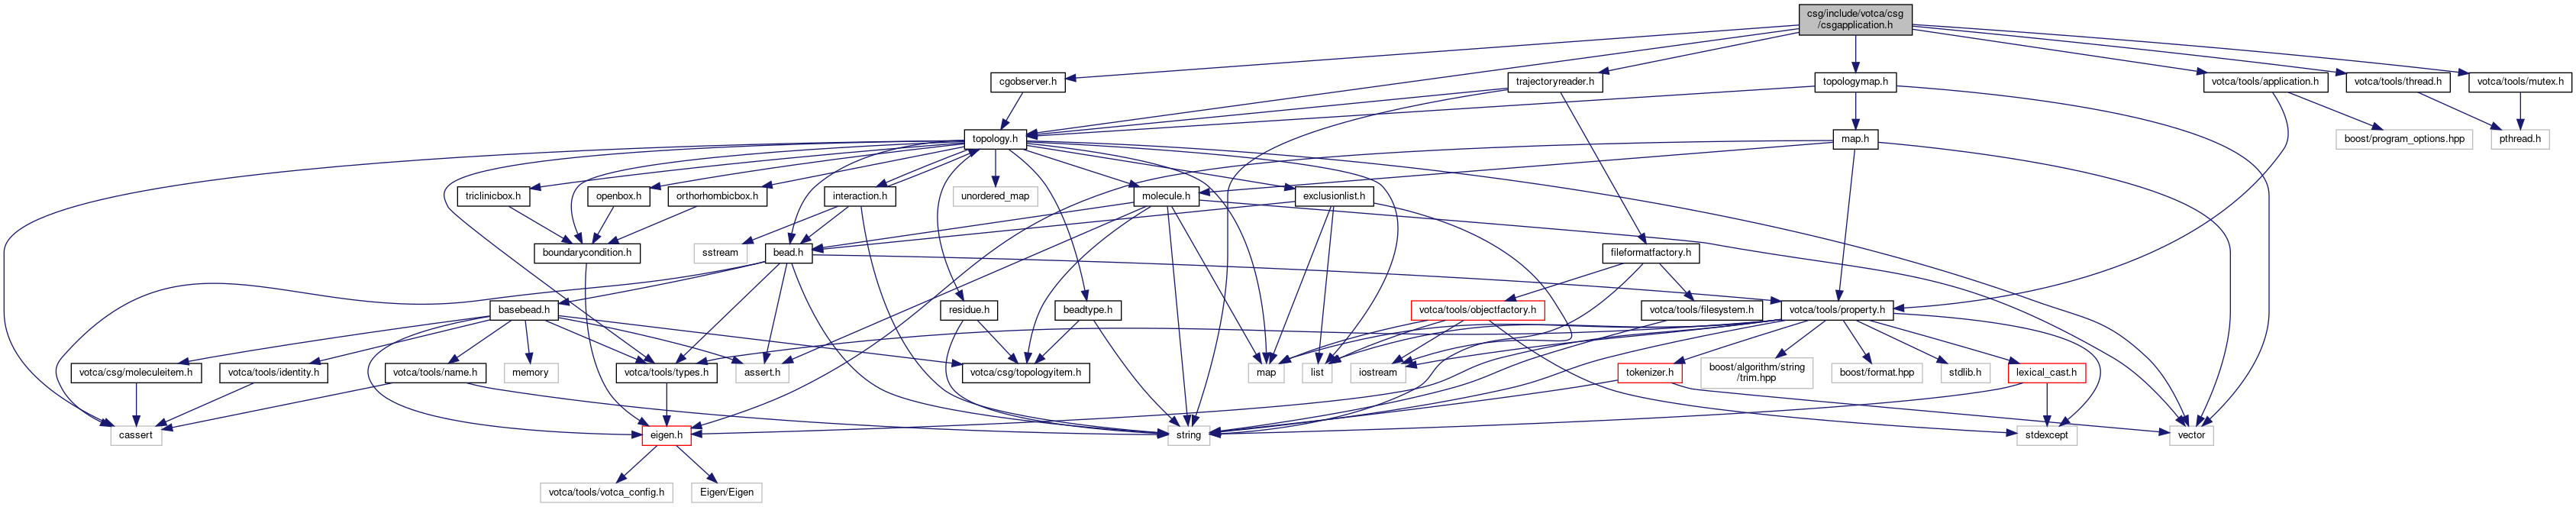 csg/include/votca/csg
/csgapplication.h
cgobserver.h
trajectoryreader.h
topologymap.h
votca/tools/application.h
votca/tools/thread.h
votca/tools/mutex.h
topology.h
map.h
boost/program_options.hpp
pthread.h
triclinicbox.h
openbox.h
orthorhombicbox.h
interaction.h
unordered_map
molecule.h
exclusionlist.h
boundarycondition.h
sstream
bead.h
fileformatfactory.h
basebead.h
residue.h
beadtype.h
votca/tools/objectfactory.h
votca/tools/filesystem.h
votca/tools/property.h
votca/csg/moleculeitem.h
votca/tools/identity.h
votca/tools/name.h
memory
votca/tools/types.h
assert.h
votca/csg/topologyitem.h
map
list
iostream
tokenizer.h
boost/algorithm/string
/trim.hpp
boost/format.hpp
stdlib.h
lexical_cast.h
cassert
eigen.h
string
stdexcept
vector
votca/tools/votca_config.h
Eigen/Eigen